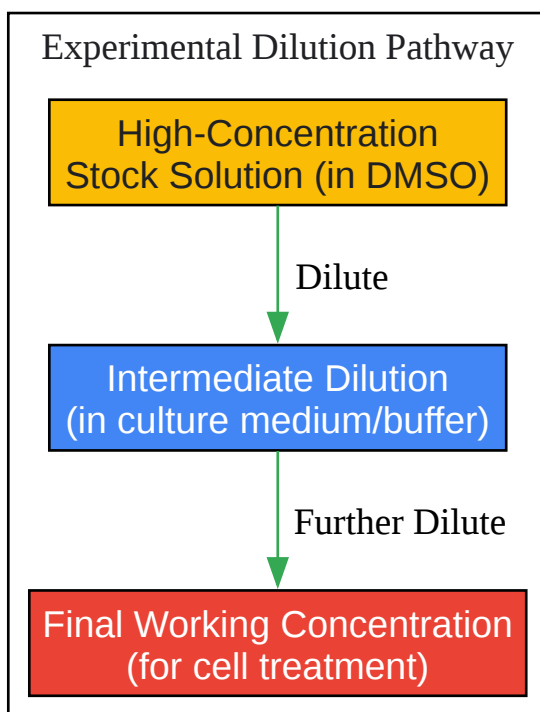 Experimental Dilution Pathway
High-Concentration
Stock Solution (in DMSO)
Dilute
Intermediate Dilution
(in culture medium/buffer)
Further Dilute
Final Working Concentration
(for cell treatment)